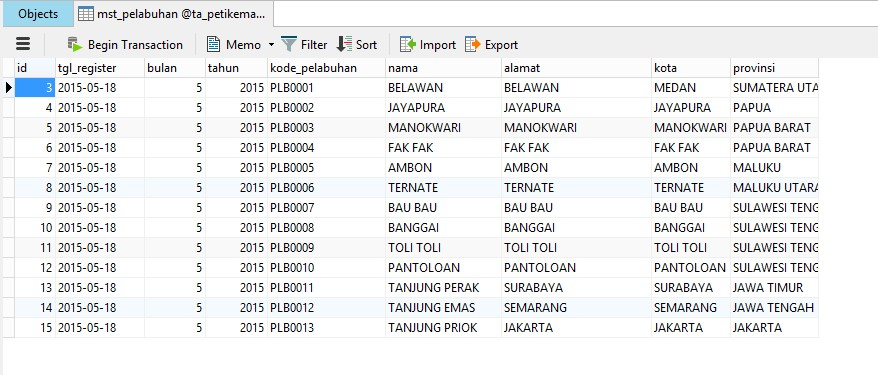 Objects mst_pelabuhan @ta_petikema...
Begin Transaction Memo Filter Sort Import Export
id tgl_register bulan tahun kode_pelabuhan nama alamat kota provinsi
3 2015-05-18 5 2015 PLB0001 BELAWAN BELAWAN MEDAN SUMATERA UTA
4 2015-05-18 5 2015 PLB0002 JAYAPURA JAYAPURA JAYAPURA PAPUA
5 2015-05-18 5 2015 PLB0003 MANOKWARI MANOKWARI MANOKWARI PAPUA BARAT
6 2015-05-18 5 2015 PLB0004 FAK FAK FAK FAK FAK FAK PAPUA BARAT
7 2015-05-18 5 2015 PLB0005 AMBON AMBON AMBON MALUKU
8 2015-05-18 5 2015 PLB0006 TERNATE TERNATE TERNATE MALUKU UTARA
9 2015-05-18 5 2015 PLB0007 BAU BAU BAU BAU BAU BAU SULAWESI TENG
10 2015-05-18 5 2015 PLB0008 BANGGAI BANGGAI BANGGAI SULAWESI TENG
11 2015-05-18 5 2015 PLB0009 TOLI TOLI TOLI TOLI TOLI TOLI SULAWESI TENG
12 2015-05-18 5 2015 PLB0010 PANTOLOAN PANTOLOAN PANTOLOAN SULAWESI TENG
13 2015-05-18 5 2015 PLB0011 TANJUNG PERAK SURABAYA SURABAYA JAWA TIMUR
14 2015-05-18 5 2015 PLB0012 TANJUNG EMAS SEMARANG SEMARANG JAWA TENGAH
15 2015-05-18 5 2015 PLB0013 TANJUNG PRIOK JAKARTA JAKARTA JAKARTA